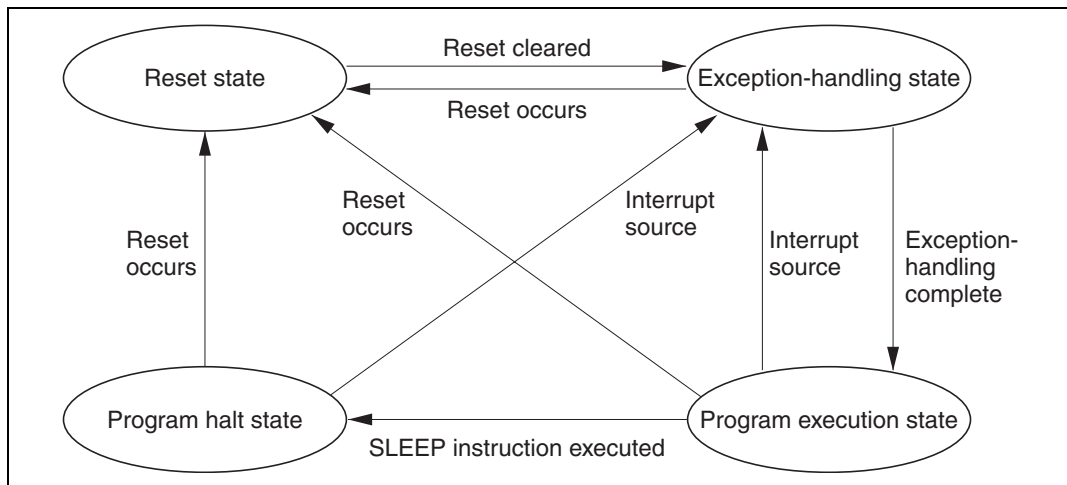 Reset cleared
Reset state
Exception-handling state
Reset occurs
Reset
occurs
Interrupt
source
Reset
occurs
Interrupt
source
Exception-
handling
complete
Program halt state
Program execution state
SLEEP instruction executed